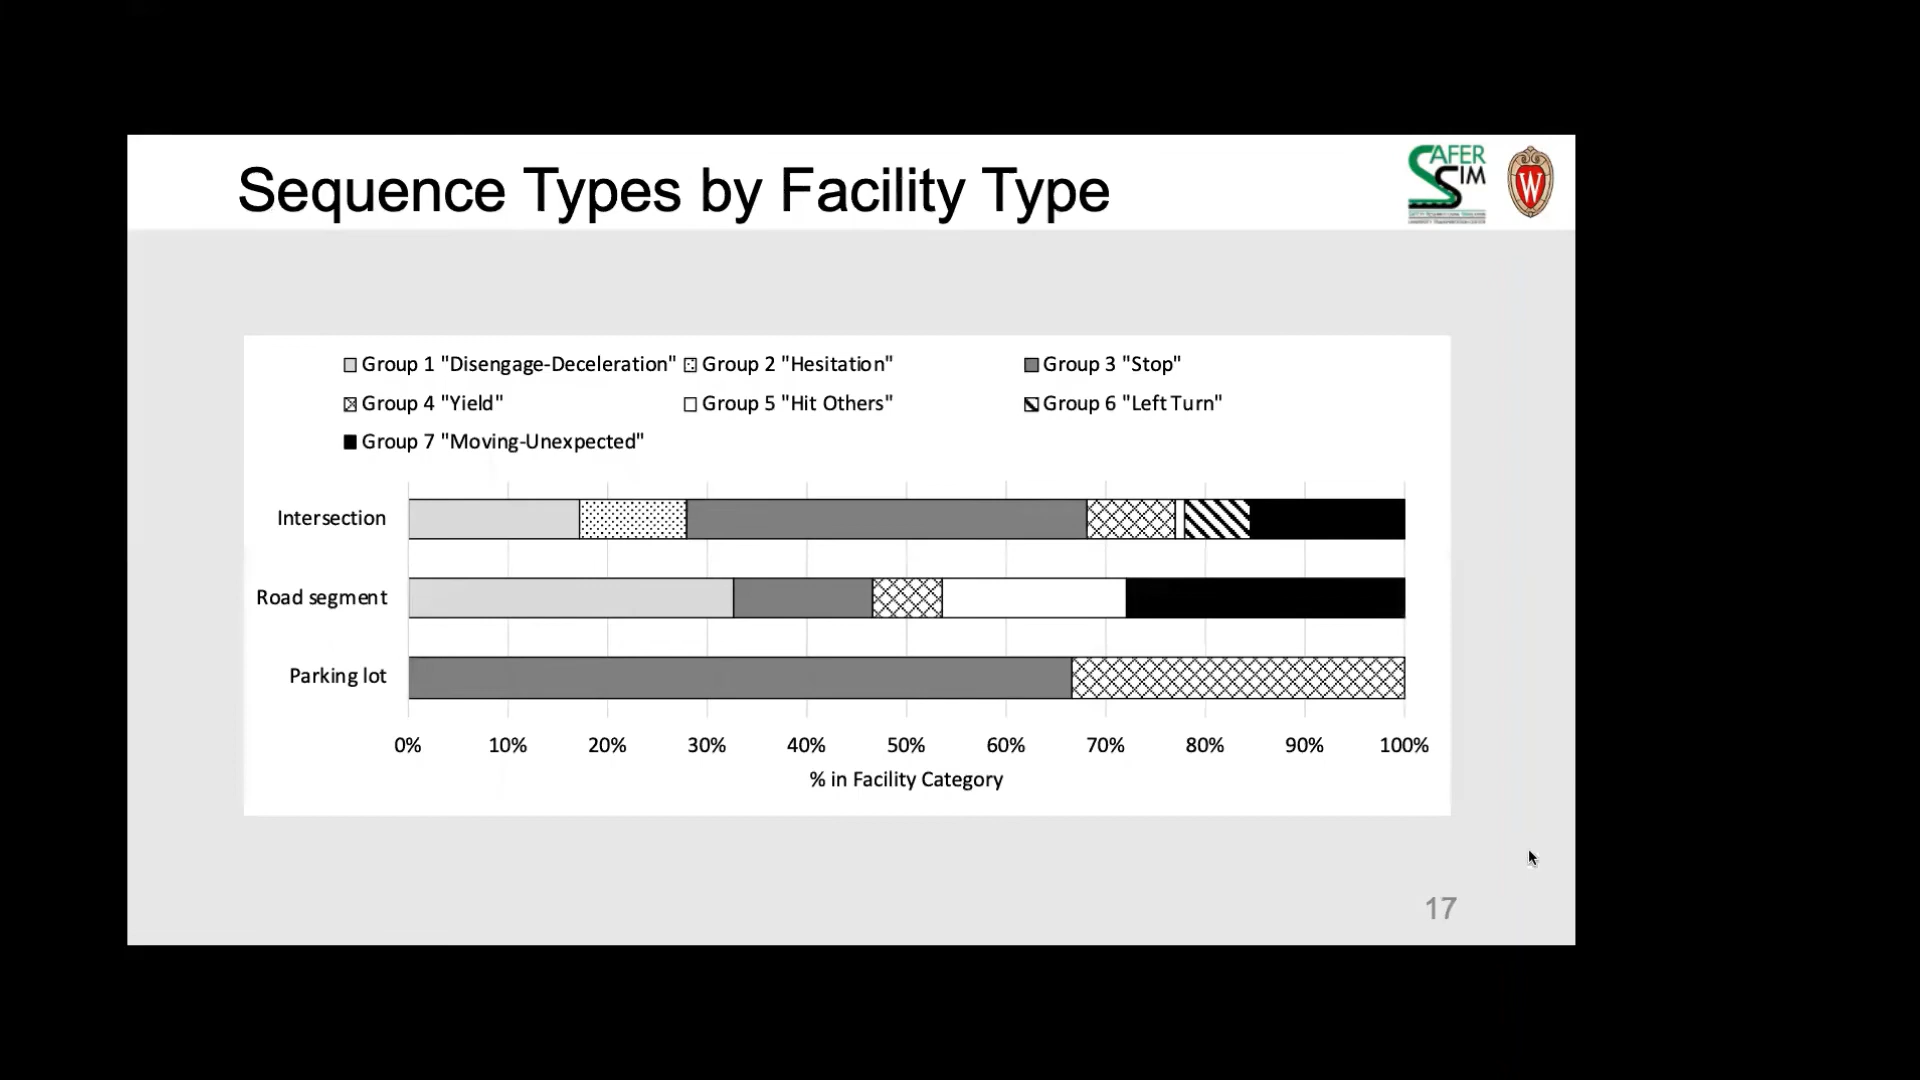 Sequence Types by Facility Type
AFER
SIM
W
Group 1 "Disengage-Deceleration" Group 2 "Hesitation" Group 3 "Stop"
Group 4 "Yield" Group 5 "Hit Others" Group 6 "Left Turn"
Group 7 "Moving-Unexpected"
Intersection
Road segment
Parking lot
0% 10% 20% 30% 40% 50% 60% 70% 80% 90% 100%
% in Facility Category
17